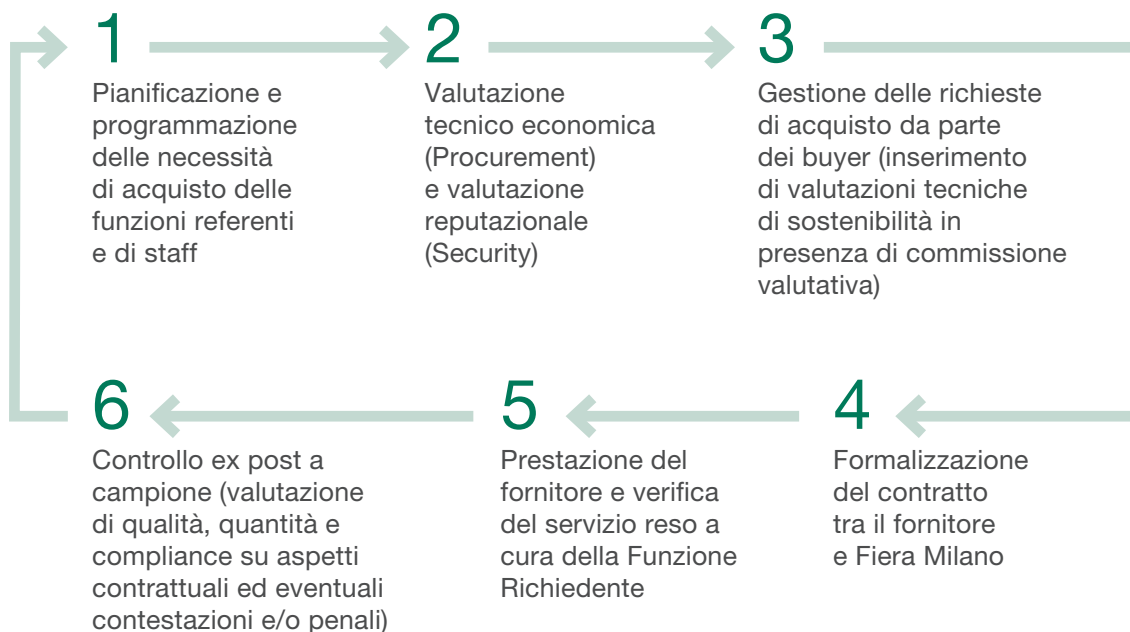 1
Pianificazione e
programmazione
delle necessità
di acquisto delle
funzioni referenti
e di staff
2
Valutazione
tecnico economica
(Procurement)
e valutazione
reputazionale
(Security)
3
Gestione delle richieste
di acquisto da parte
dei buyer (inserimento
di valutazioni tecniche
di sostenibilità in
presenza di commissione
valutativa)
4
Formalizzazione
del contratto
tra il fornitore
e Fiera Milano
5
Prestazione del
fornitore e verifica
del servizio reso a
cura della Funzione
Richiedente
6
Controllo ex post a
campione (valutazione
di qualità, quantità e
compliance su aspetti
contrattuali ed eventuali
contestazioni e/o penali)